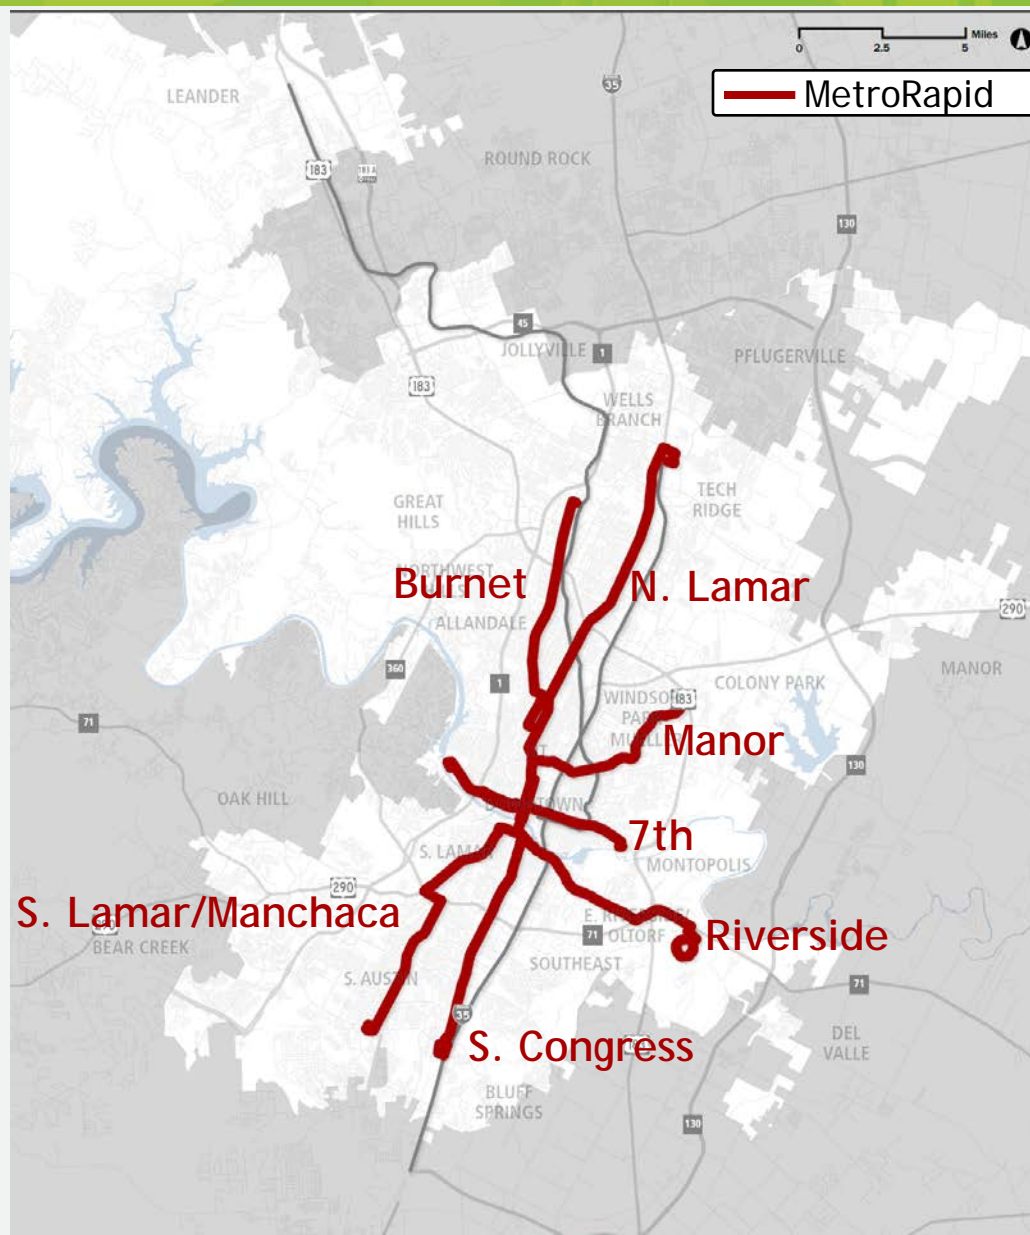 0 2.5 5 Miles
35
MetroRapid
LEANDER
ROUND ROCK
183
183 A
130
45
JOLLYVILLE
1
PFLUGERVILLE
183
WELLS
BRANCH
TECH
RIDGE
GREAT
HILLS
Burnet
N. Lamar
ALLANDALE
290
360
MANOR
1
COLONY PARK
183
71
Manor
130
OAK HILL
7th
S. LAMAR
MONTOPOLIS
290
S. Lamar/Manchaca
290
BEAR CREEK
71
OLTORF
Riverside
SOUTHEAST
S. AUSTIN
71
35
S. Congress
DEL
VALLE
BLUFF
SPRINGS
130